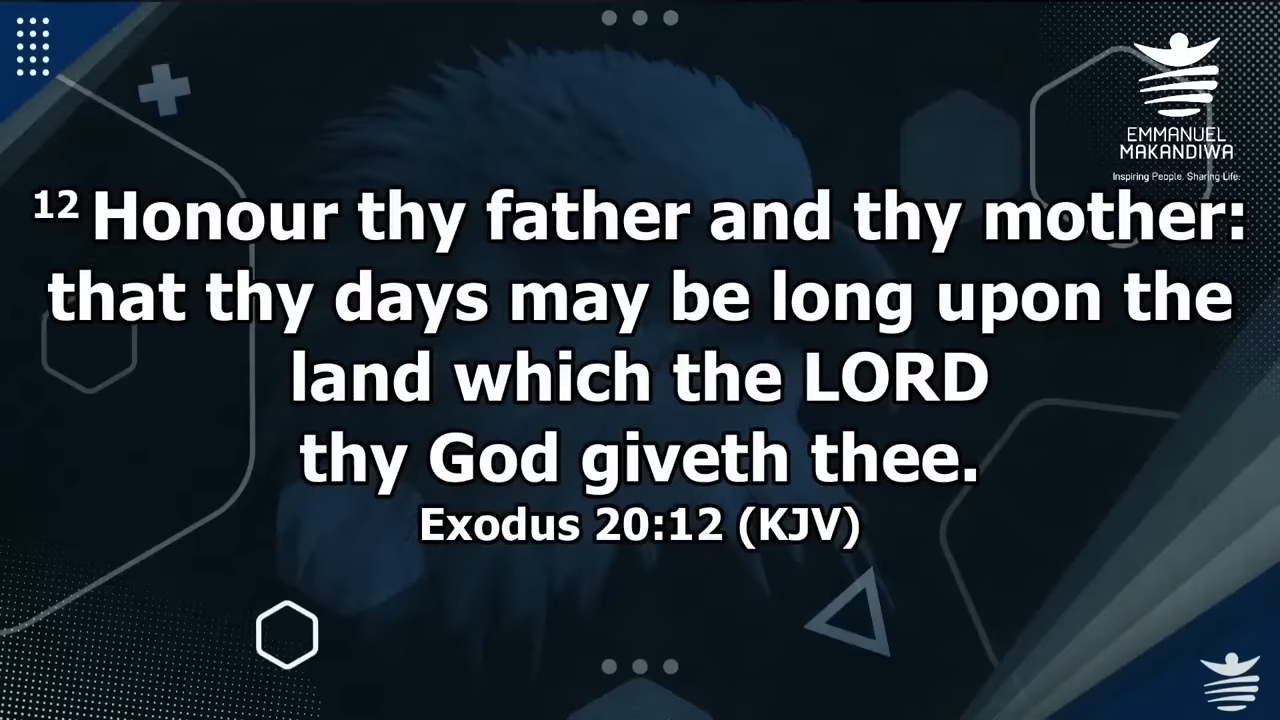 EMMANUEL
MAKANDIWA
Inspiring People. Sharing Life.
12 Honour thy father and thy mother:
that thy days may be long upon the
land which the LORD
thy God giveth thee.
Exodus 20:12 (KJV)